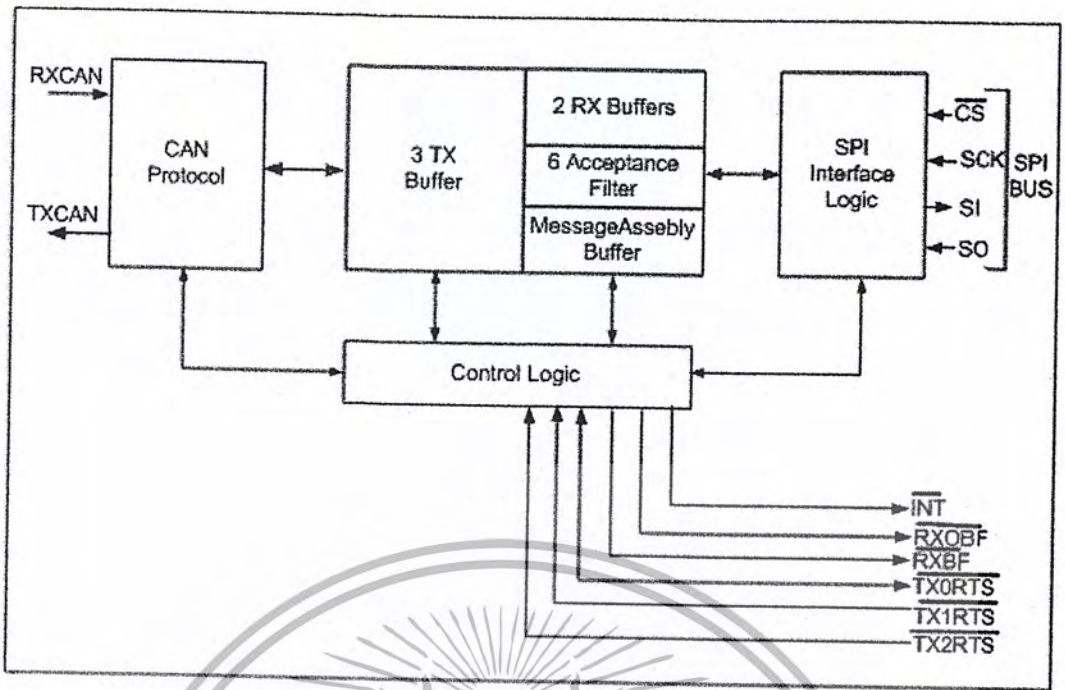 RXCAN
TXCAN
CAN
Protocol
3 TX
Buffer
2 RX Buffers
6 Acceptance
Filter
MessageAssebly
Buffer
SPI
Interface
Logic
CS
SCK
SI
SO
SPI
BUS
Control Logic
INT
RXOBF
RXBF
TX0RTS
TX1RTS
TX2RTS